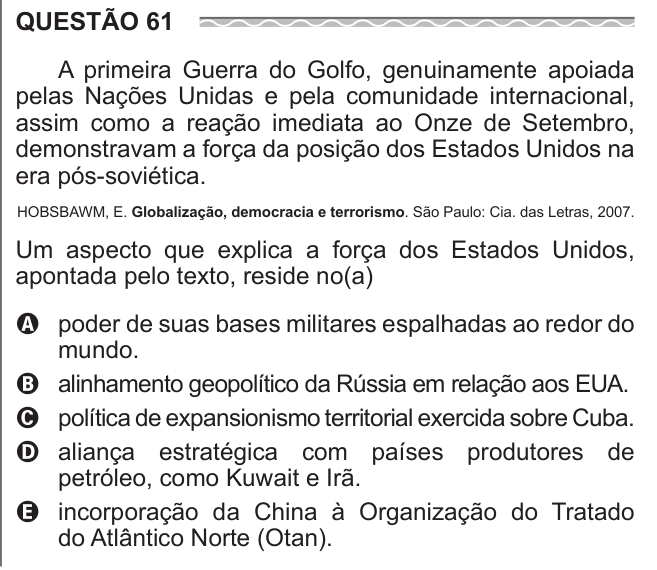 QUESTÃO 61
A primeira Guerra do Golfo, genuinamente apoiada
pelas Nações Unidas e pela comunidade internacional,
assim como a reação imediata ao Onze de Setembro,
demonstravam a força da posição dos Estados Unidos na
era pós-soviética.
HOBSBAWM, E. Globalização, democracia e terrorismo. São Paulo: Cia. das Letras, 2007.
Um aspecto que explica a força dos Estados Unidos,
apontada pelo texto, reside no(a)
A poder de suas bases militares espalhadas ao redor do
mundo.
B alinhamento geopolítico da Rússia em relação aos EUA.
C política de expansionismo territorial exercida sobre Cuba.
D aliança estratégica com países produtores de
petróleo, como Kuwait e Irã.
E incorporação da China à Organização do Tratado
do Atlântico Norte (Otan).